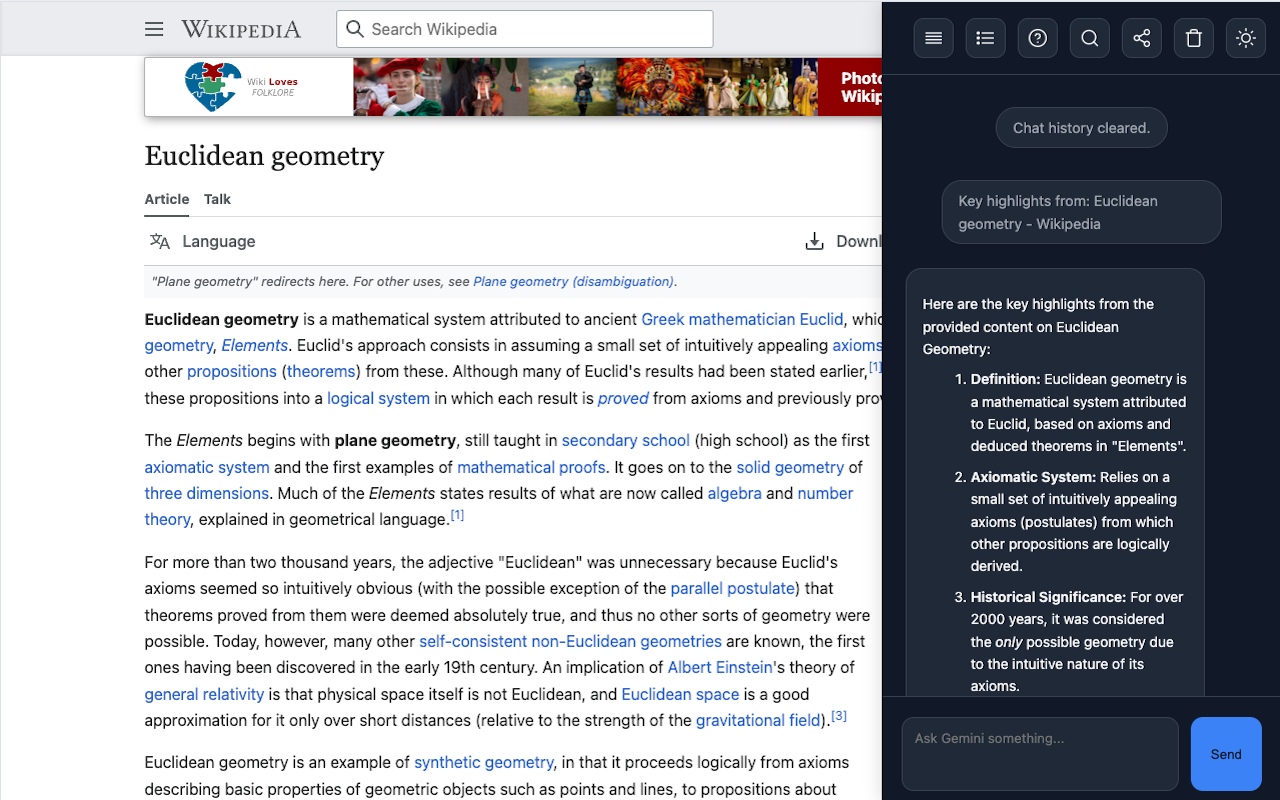 WIKIPEDIA
Search Wikipedia
Wiki Loves
FOLKLORE
Photo
Wikip
Euclidean geometry
Article Talk
Language
Downl
"Plane geometry" redirects here. For other uses, see Plane geometry (disambiguation).
Euclidean geometry is a mathematical system attributed to ancient Greek mathematician Euclid, whic
geometry, Elements. Euclid's approach consists in assuming a small set of intuitively appealing axioms
other propositions (theorems) from these. Although many of Euclid's results had been stated earlier,[1]
these propositions into a logical system in which each result is proved from axioms and previously prov
The Elements begins with plane geometry, still taught in secondary school (high school) as the first
axiomatic system and the first examples of mathematical proofs. It goes on to the solid geometry of
three dimensions. Much of the Elements states results of what are now called algebra and number
theory, explained in geometrical language.[1]
For more than two thousand years, the adjective "Euclidean" was unnecessary because Euclid's
axioms seemed so intuitively obvious (with the possible exception of the parallel postulate) that
theorems proved from them were deemed absolutely true, and thus no other sorts of geometry were
possible. Today, however, many other self-consistent non-Euclidean geometries are known, the first
ones having been discovered in the early 19th century. An implication of Albert Einstein's theory of
general relativity is that physical space itself is not Euclidean, and Euclidean space is a good
approximation for it only over short distances (relative to the strength of the gravitational field).[3]
Euclidean geometry is an example of synthetic geometry, in that it proceeds logically from axioms
describing basic properties of geometric objects such as points and lines, to propositions about
Chat history cleared.
Key highlights from: Euclidean
geometry - Wikipedia
Here are the key highlights from the
provided content on Euclidean
Geometry:
1. Definition: Euclidean geometry is
a mathematical system attributed
to Euclid, based on axioms and
deduced theorems in "Elements".
2. Axiomatic System: Relies on a
small set of intuitively appealing
axioms (postulates) from which
other propositions are logically
derived.
3. Historical Significance: For over
2000 years, it was considered
the only possible geometry due
to the intuitive nature of its
axioms.
Ask Gemini something...
Send